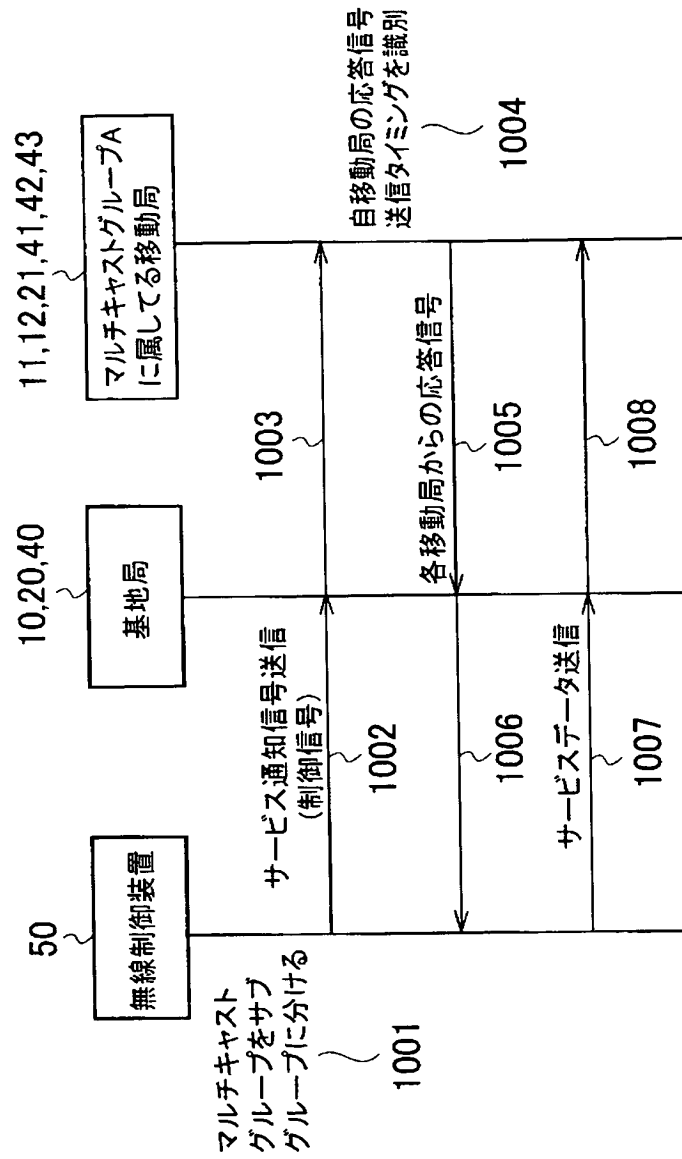 50
無線制御装置
10,20,40
基地局
11,12,21,41,42,43
マルチキャストグループA
に属してる移動局
マルチキャスト
グループをサブ
グループに分ける
1001
サービス通知信号送信
(制御信号)
1002
1003
自移動局の応答信号
送信タイミングを識別
1004
各移動局からの応答信号
1005
1006
サービスデータ送信
1007
1008